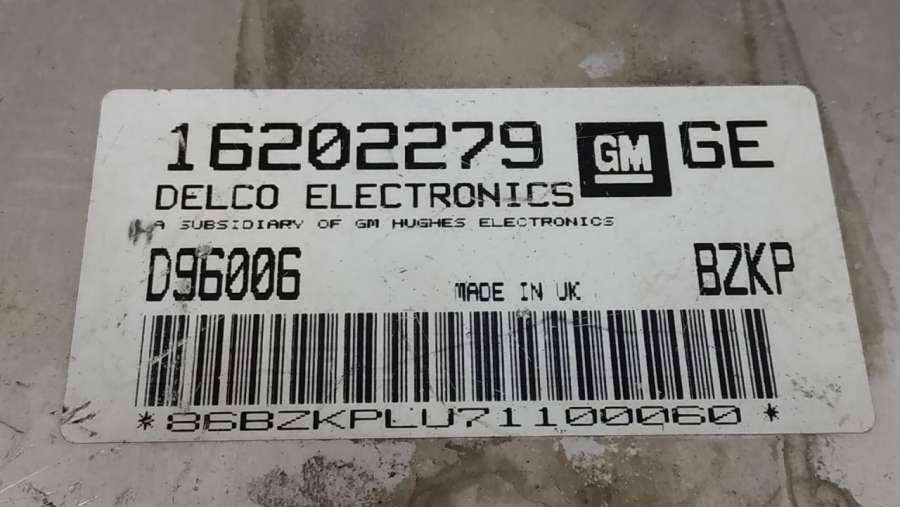 16202279 GM GE
DELCO ELECTRONICS
A SUBSIDIARY OF GM HUGHES ELECTRONICS
D96006 MADE IN UK BZKP
*86BZKPLU71100060*